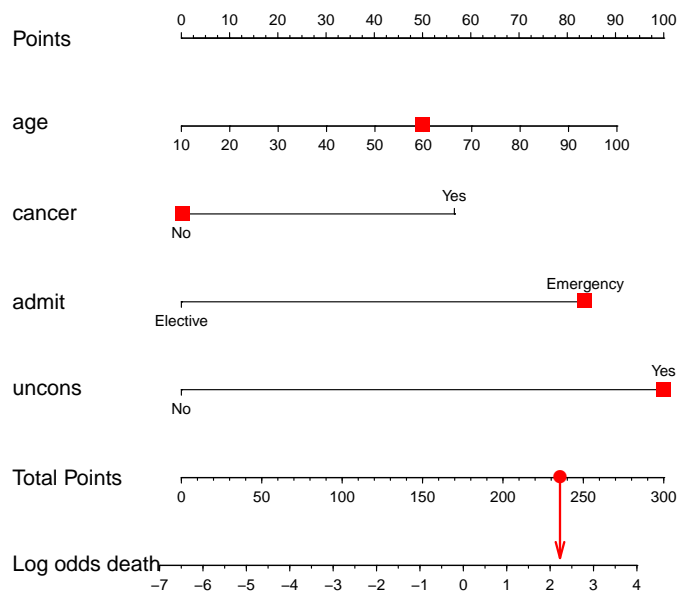 0 10 20 30 40 50 60 70 80 90 100
Points
age
10 20 30 40 50 60 70 80 90 100
Yes
cancer
No
Emergency
admit
Elective
Yes
uncons
No
Total Points
0 50 100 150 200 250 300
Log odds death
−7 −6 −5 −4 −3 −2 −1 0 1 2 3 4